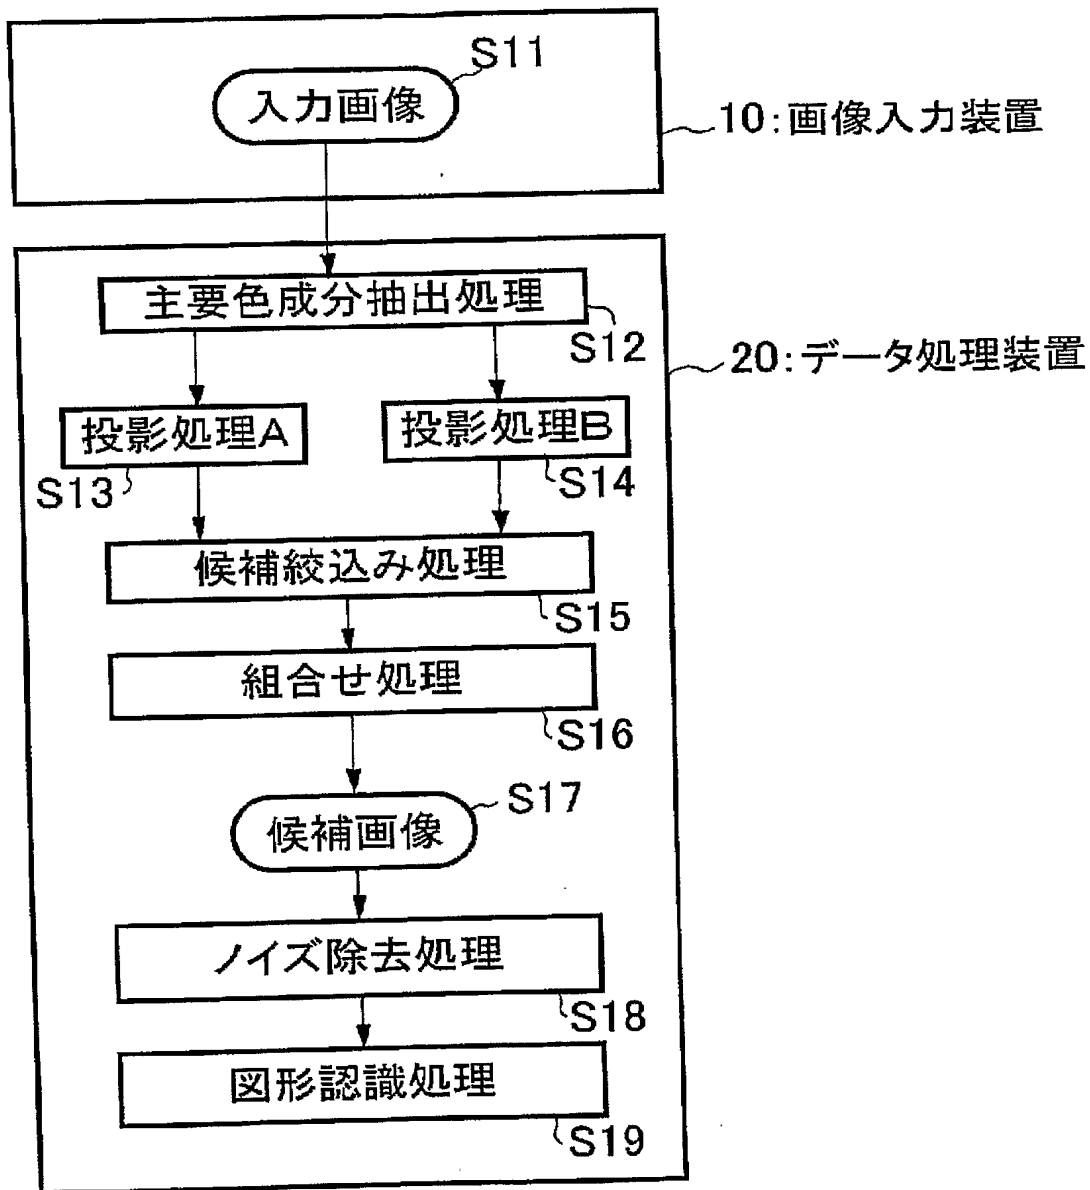 S11
入力画像
10:画像入力装置
主要色成分抽出処理
S12
20:データ処理装置
投影処理A
投影処理B
S13
S14
候補絞込み処理
S15
組合せ処理
S16
S17
候補画像
ノイズ除去処理
S18
図形認識処理
S19